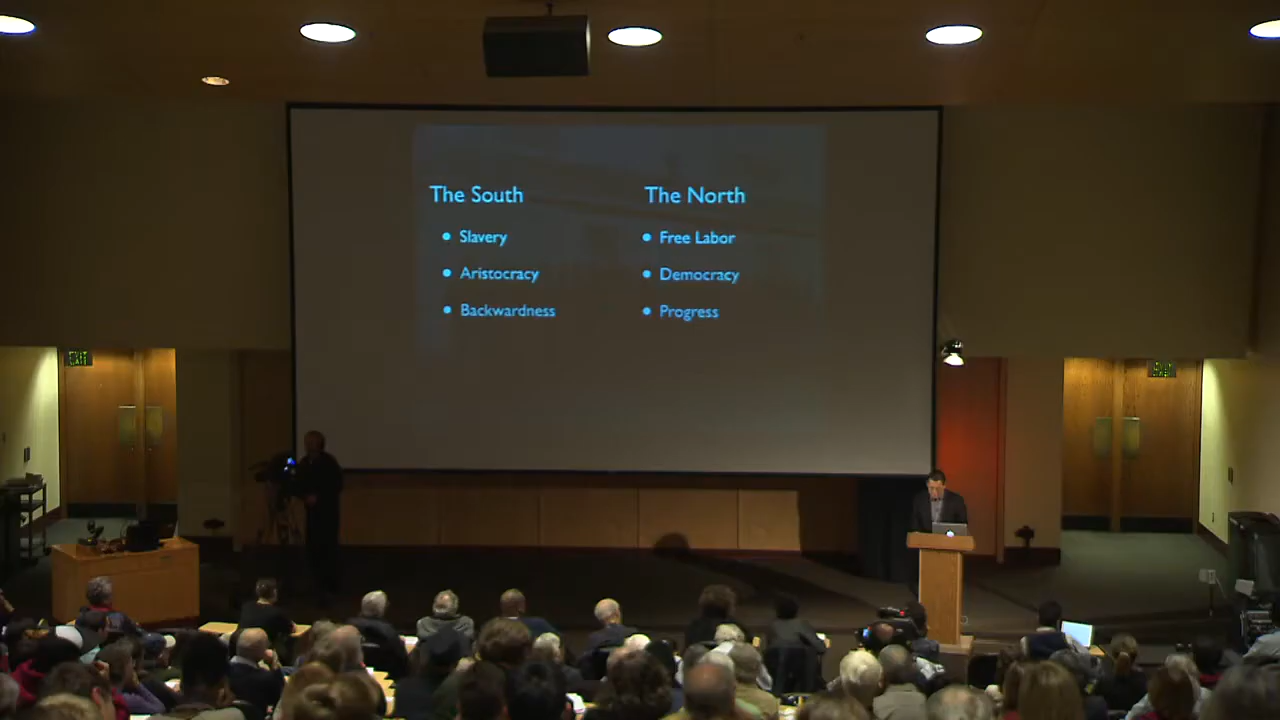 The South
Slavery
Aristocracy
Backwardness
The North
Free Labor
Democracy
Progress
EXIT
EXIT